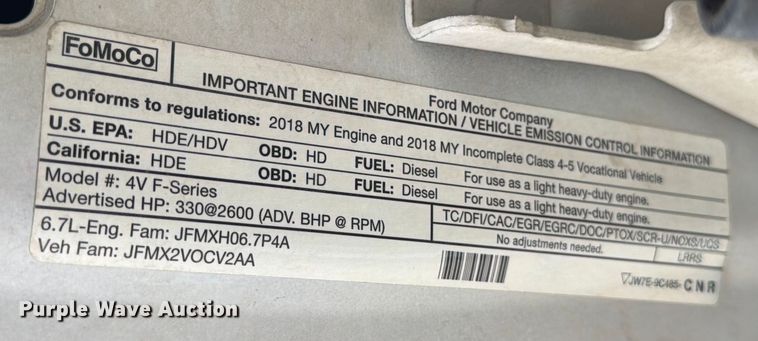 FoMoCo
Ford Motor Company
IMPORTANT ENGINE INFORMATION / VEHICLE EMISSION CONTROL INFORMATION
Conforms to regulations: 2018 MY Engine and 2018 MY Incomplete Class 4-5 Vocational Vehicle
U.S. EPA: HDE/HDV OBD: HD FUEL: Diesel For use as a light heavy-duty engine.
California: HDE OBD: HD FUEL: Diesel For use as a light heavy-duty engine.
Model #: 4V F-Series
Advertised HP: 330@2600 (ADV. BHP @ RPM)
TC/DFI/CAC/EGR/EGRC/DOC/PTOX/SCR-U/NOXS/UCS
6.7L-Eng. Fam: JFMXH06.7P4A
No adjustments needed. LRRS
Veh Fam: JFMX2VOCV2AA
JW7E-9C485- CNR
Purple Wave Auction